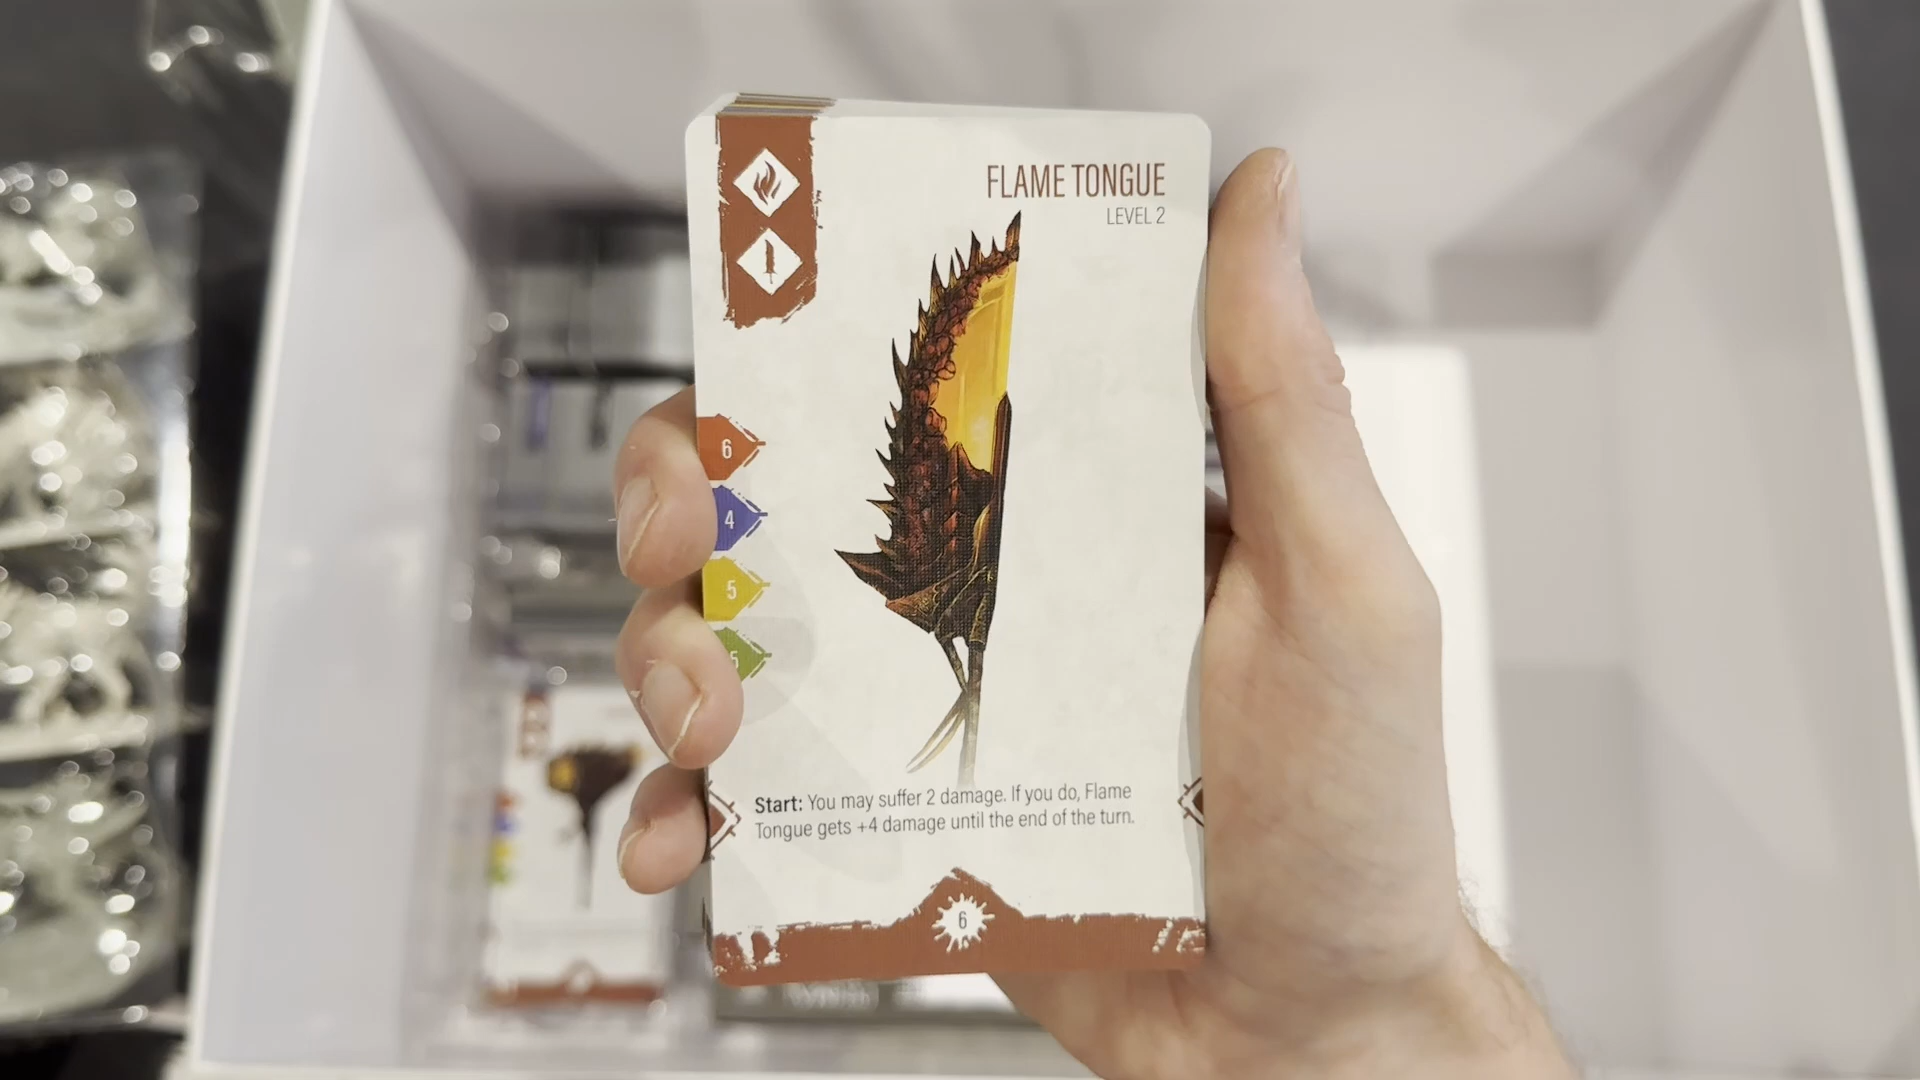 FLAME TONGUE
LEVEL 2
6
4
5
5
Start: You may suffer 2 damage. If you do, Flame
Tongue gets +4 damage until the end of the turn.
6